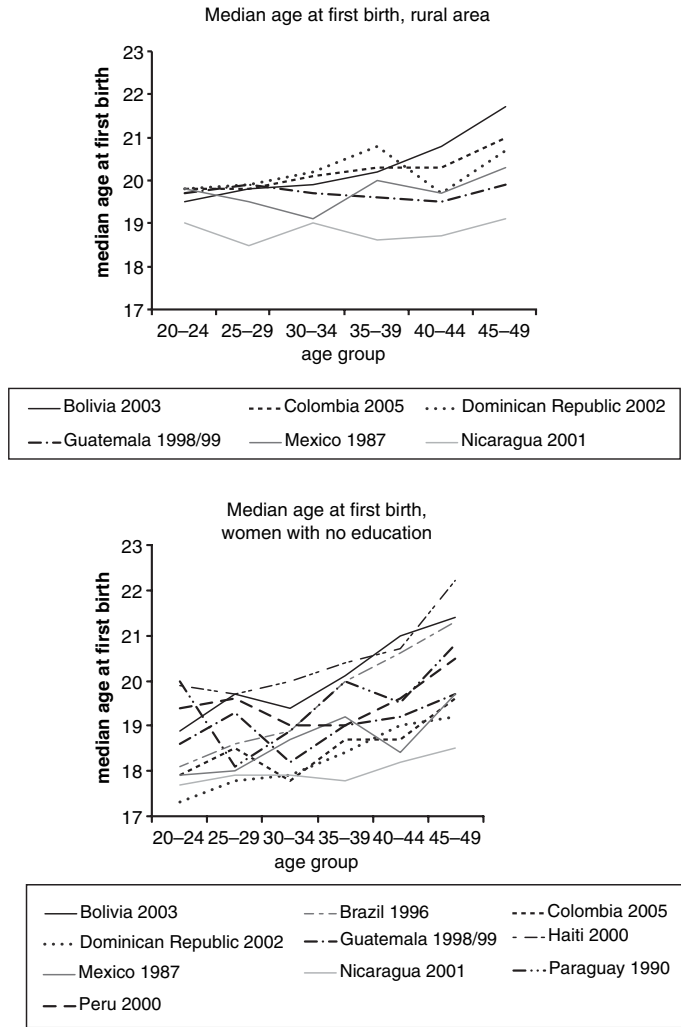 Median age at first birth, rural area
23
22
21
20
19
18
17
median age at first birth
20–24 25–29 30–34 35–39 40–44 45–49
age group
Bolivia 2003 Colombia 2005 Dominican Republic 2002
Guatemala 1998/99 Mexico 1987 Nicaragua 2001
Median age at first birth,
women with no education
23
22
21
20
19
18
17
median age at first birth
20–24 25–29 30–34 35–39 40–44 45–49
age group
Bolivia 2003 Brazil 1996 Colombia 2005
Dominican Republic 2002 Guatemala 1998/99 Haiti 2000
Mexico 1987 Nicaragua 2001 Paraguay 1990
Peru 2000